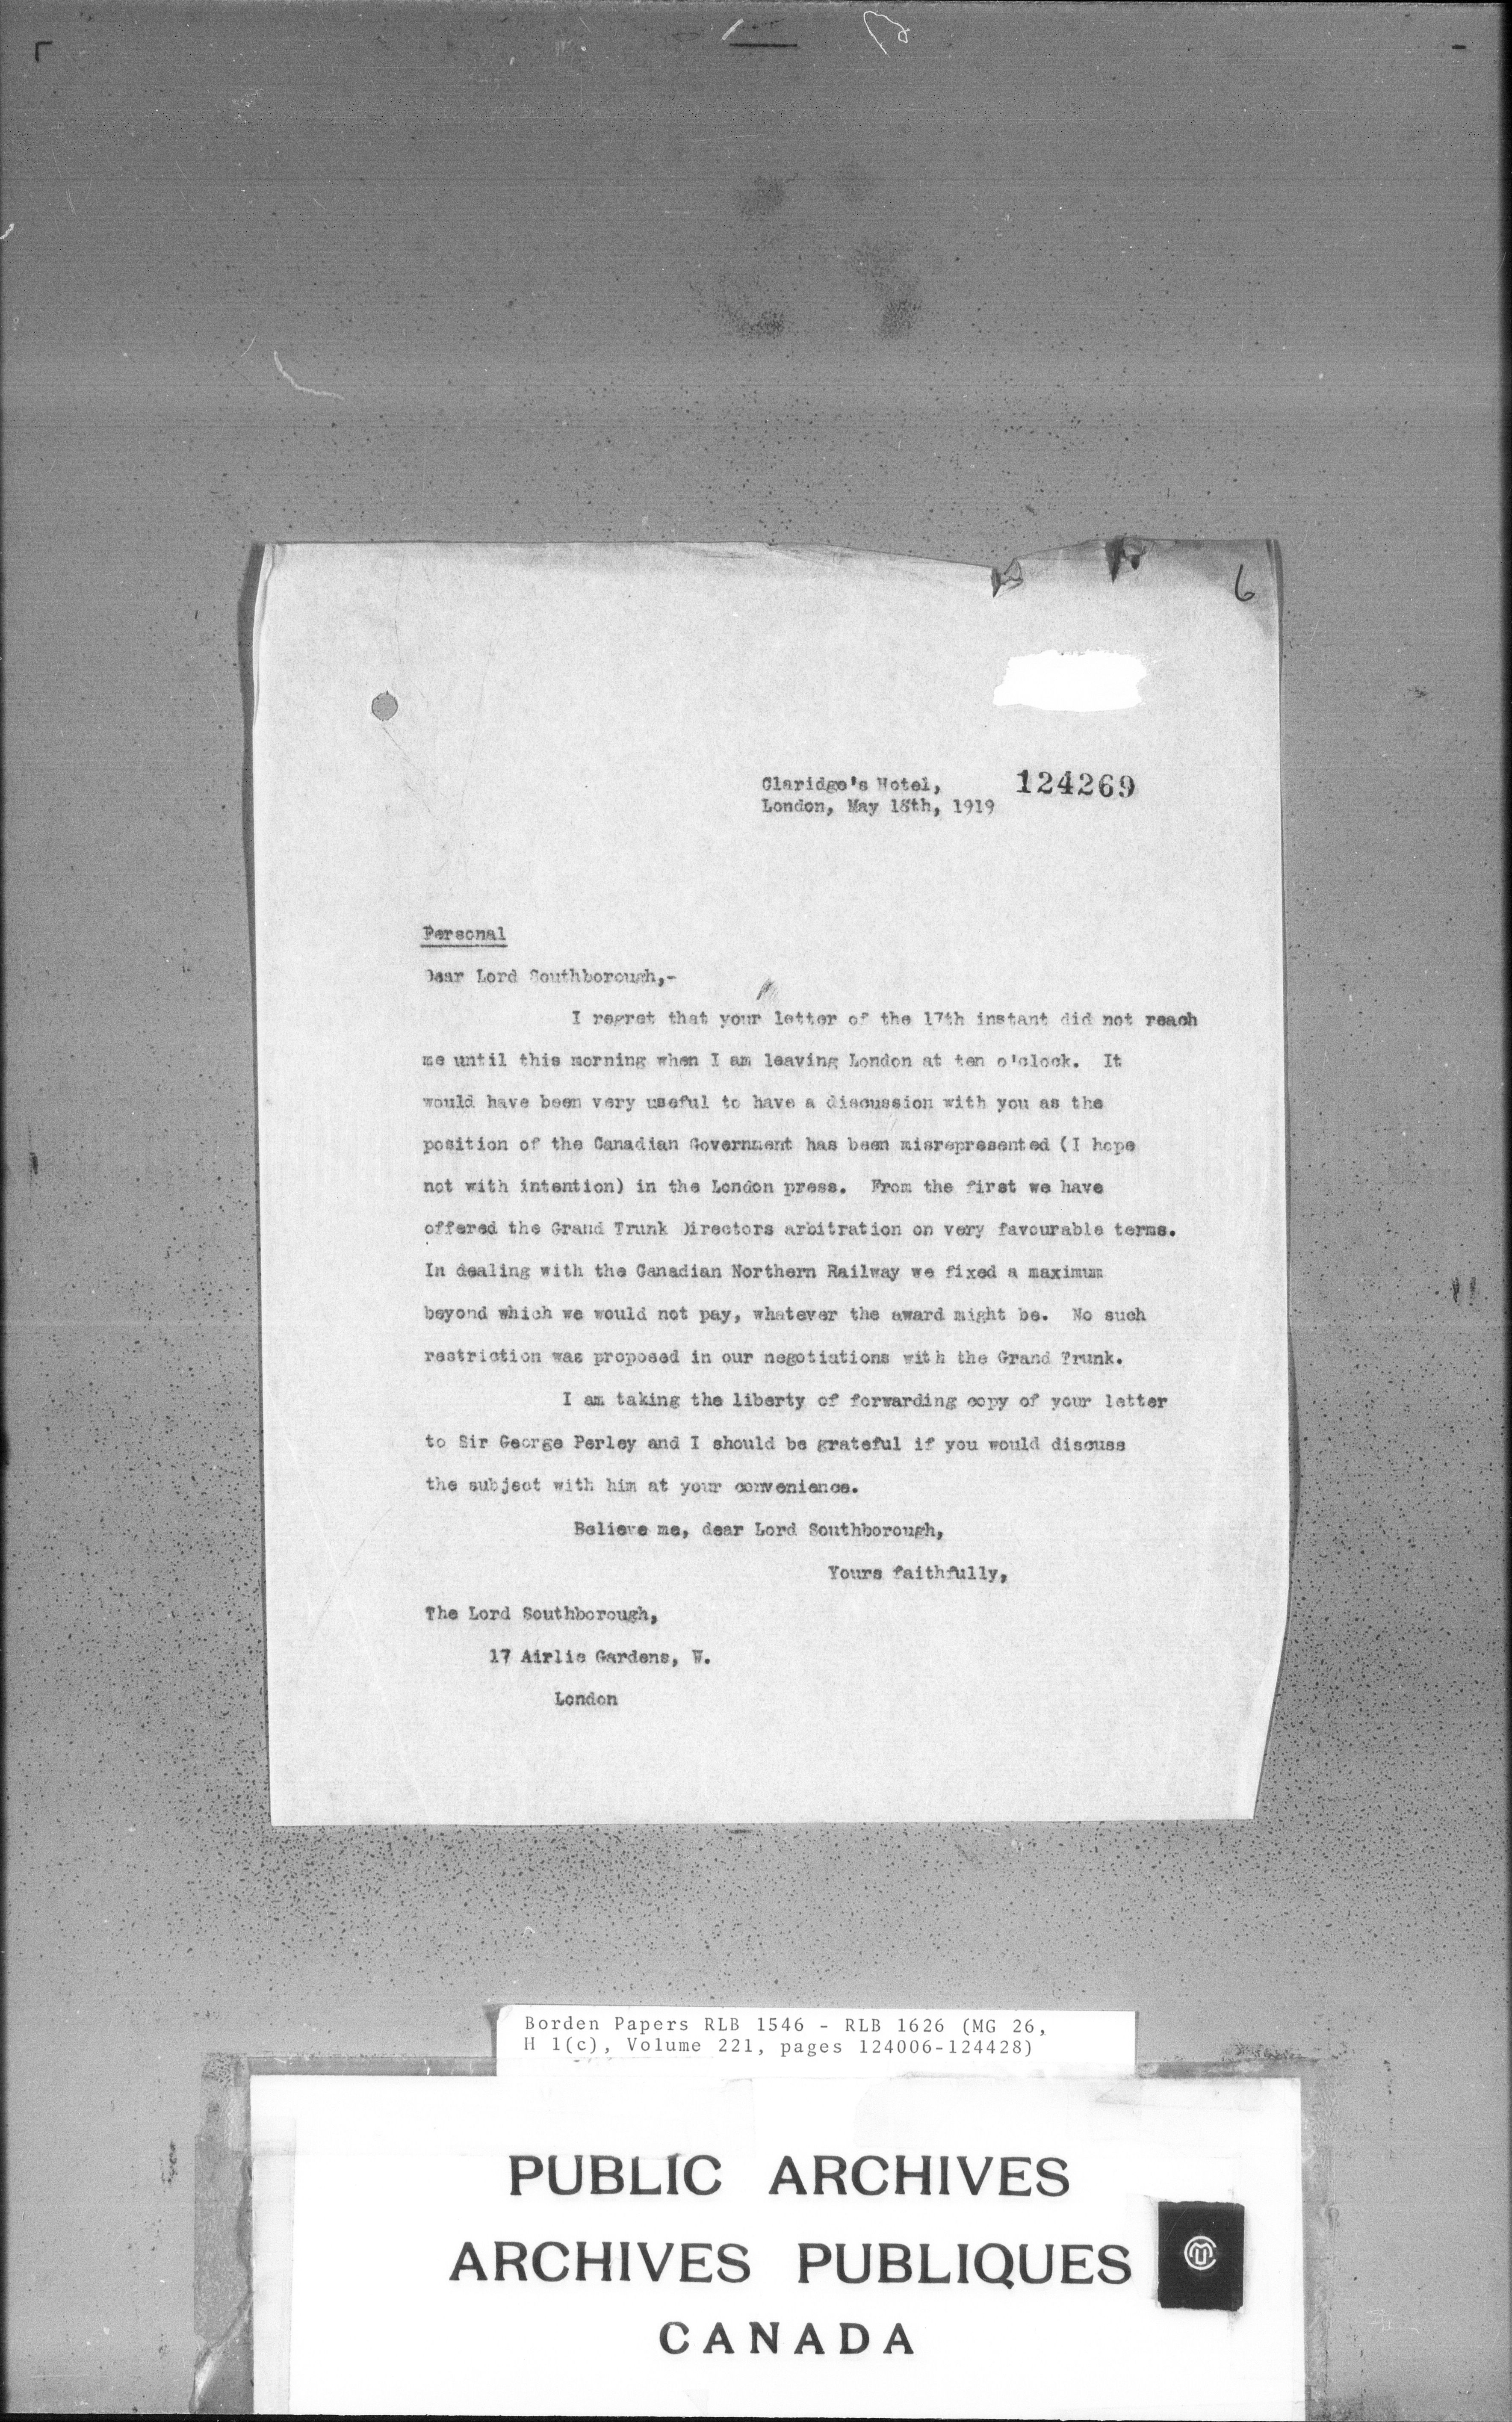 6
Claridge's Hotel, 124269
London, May 18th, 1919
Personal
Dear Lord Southborough,-
I regret that your letter of the 17th instant did not reach
me until this morning when I am leaving London at ten o'clock. It
would have been very useful to have a discussion with you as the
position of the Canadian Government has been misrepresented (I hope
not with intention) in the London press. From the first we have
offered the Grand Trunk Directors arbitration on very favourable terms.
In dealing with the Canadian Northern Railway we fixed a maximum
beyond which we would not pay, whatever the award might be. No such
restriction was proposed in our negotiations with the Grand Trunk.
I am taking the liberty of forwarding copy of your letter
to Sir George Perley and I should be grateful if you would discuss
the subject with him at your convenience.
Believe me, dear Lord Southborough,
Yours faithfully,
The Lord Southborough,
17 Airlie Gardens, W.
London
Borden Papers RLB 1546 - RLB 1626 (MG 26,
H 1(c), Volume 221, pages 124006-124428)
PUBLIC ARCHIVES
ARCHIVES PUBLIQUES
CANADA